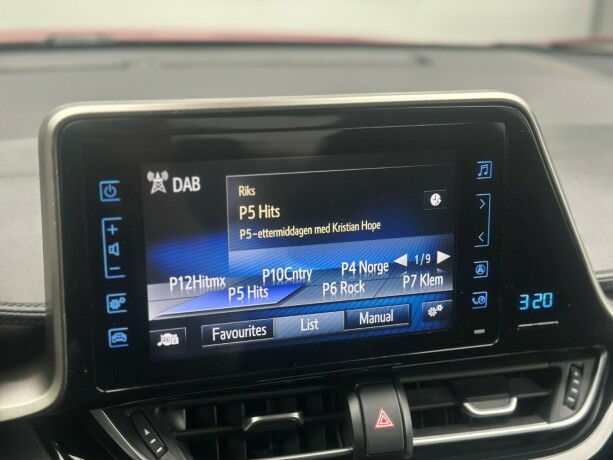 DAB
Riks
P5 Hits
P5-ettermiddagen med Kristian Hope
1/9
P12Hitmx P10Cntry P4 Norge
P5 Hits P6 Rock P7 Klem
Favourites List Manual
3:20